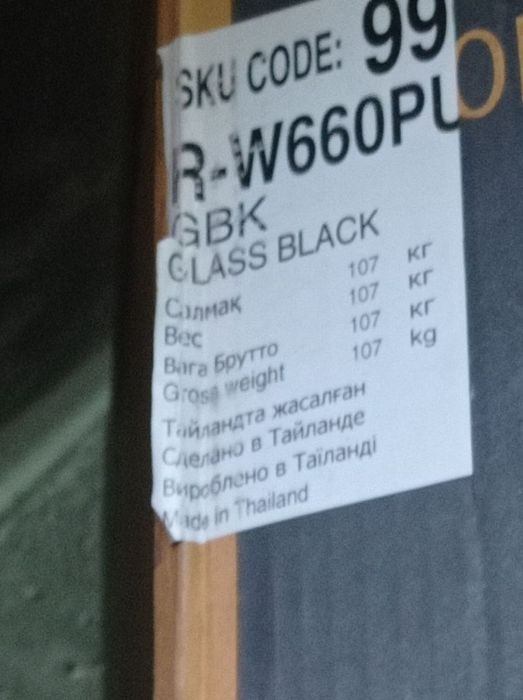 SKU CODE: 99
R-W660PU
GBK
GLASS BLACK
Салмак 107 кг
Вес 107 кг
Вага брутто 107 кг
Gross weight 107 kg
Тайландта жасалған
Сделано в Тайланде
Вироблено в Таїланді
Made in Thailand